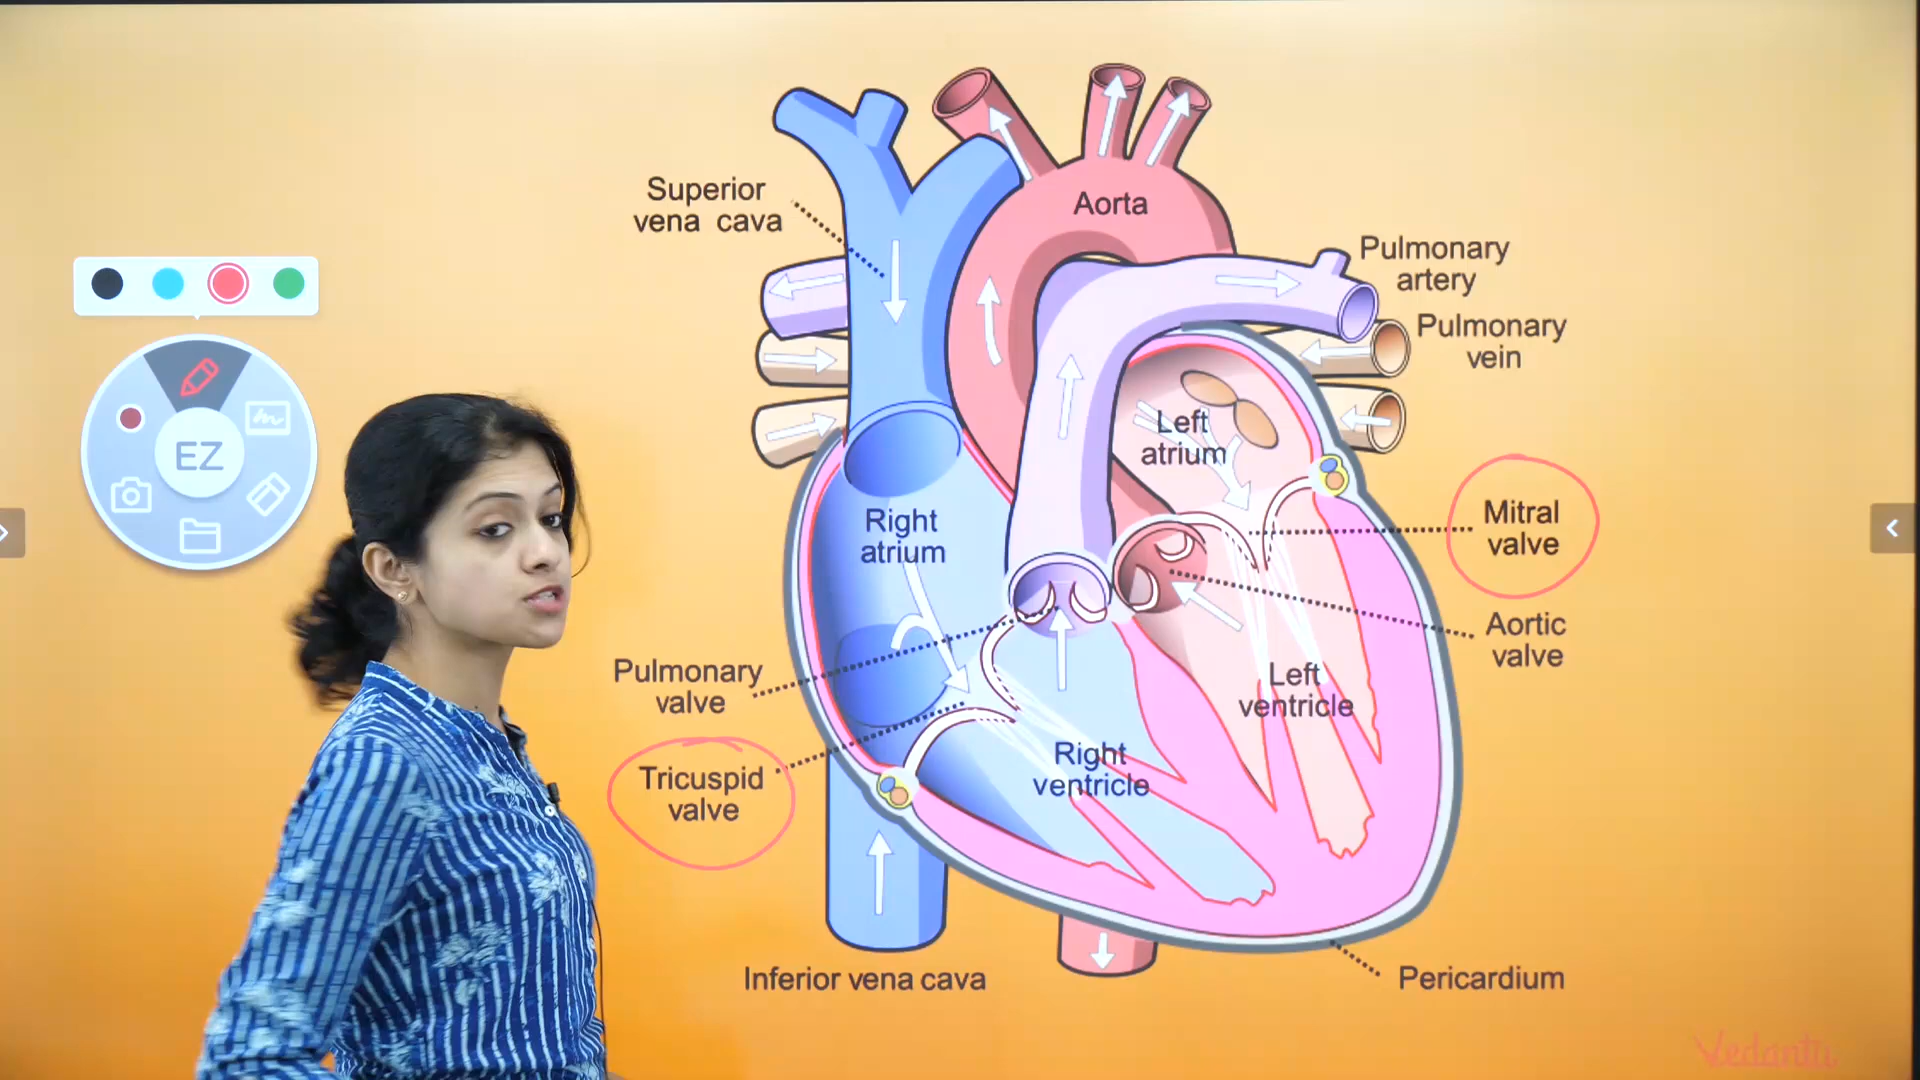 Superior
vena cava
Aorta
Pulmonary
artery
Pulmonary
vein
EZ
Left
atrium
Right
atrium
Mitral
valve
Aortic
valve
Pulmonary
valve
Left
ventricle
Tricuspid
valve
Right
ventricle
Inferior vena cava
Pericardium
Vedantu